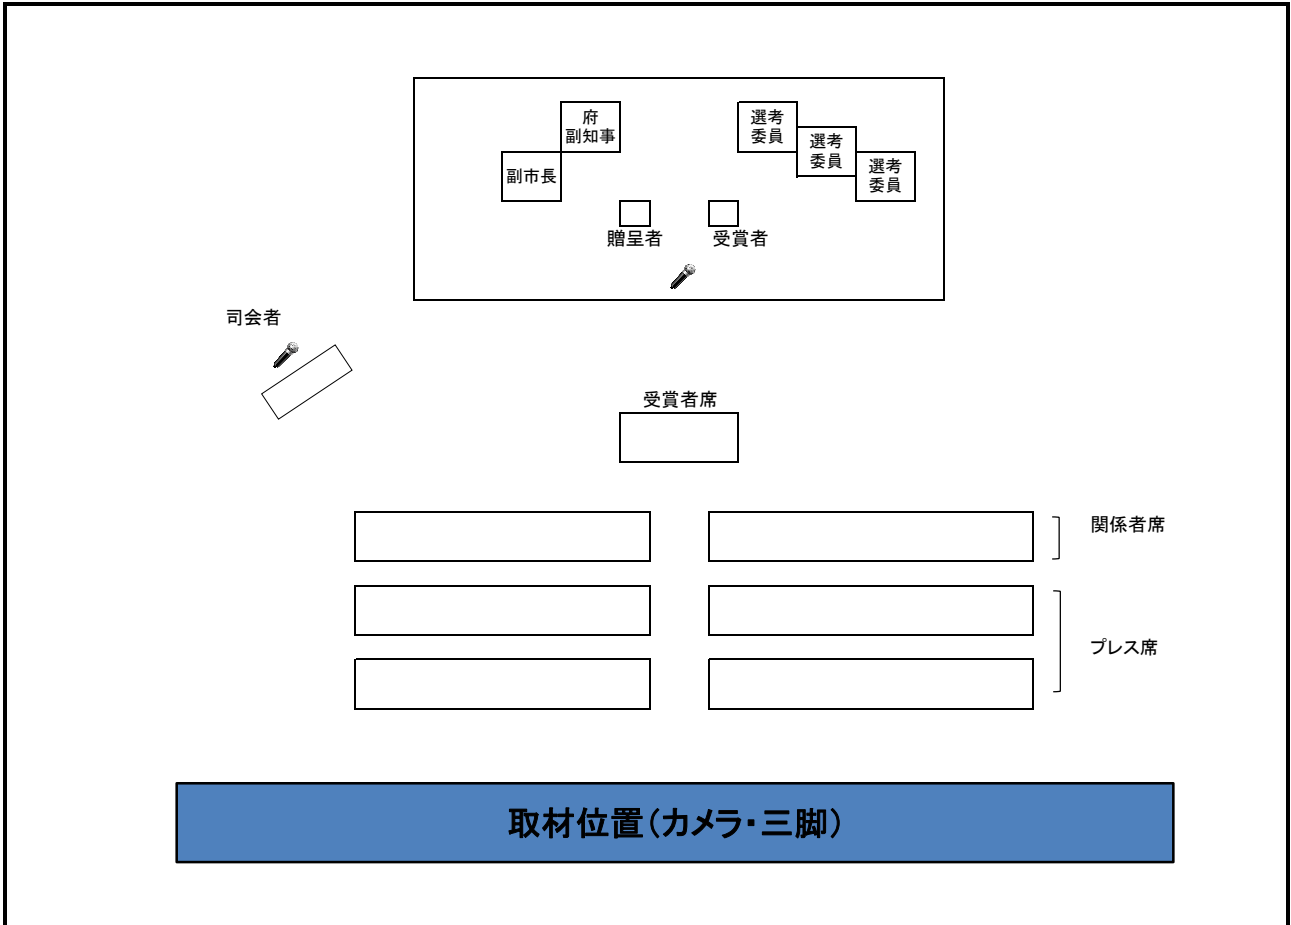 府
副知事
副市長
選考
委員
選考
委員
選考
委員
贈呈者
受賞者
司会者
受賞者席
関係者席
プレス席
取材位置（カメラ・三脚）